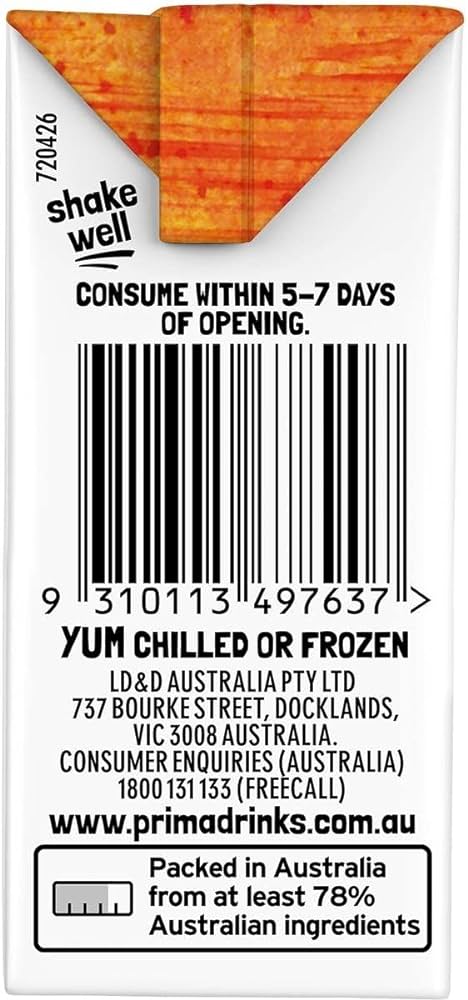 720426
shake
well
CONSUME WITHIN 5-7 DAYS
OF OPENING.
9 310113 497637 >
YUM CHILLED OR FROZEN
LD&D AUSTRALIA PTY LTD
737 BOURKE STREET, DOCKLANDS,
VIC 3008 AUSTRALIA.
CONSUMER ENQUIRIES (AUSTRALIA)
1800 131 133 (FREECALL)
www.primadrinks.com.au
Packed in Australia
from at least 78%
Australian ingredients